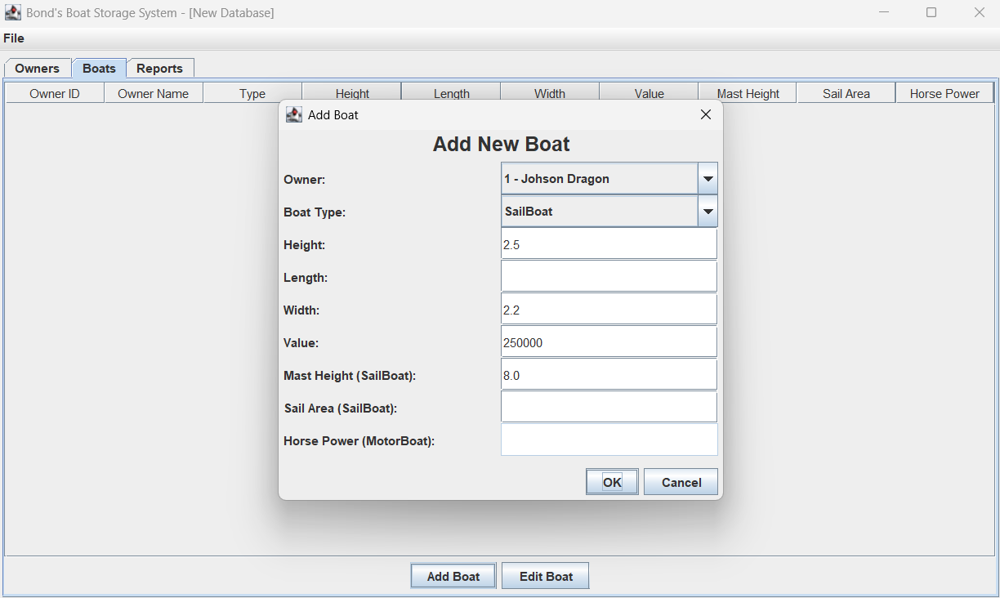 Bond's Boat Storage System - [New Database]
File
Owners Boats Reports
Owner ID Owner Name Type Height Length Width Value Mast Height Sail Area Horse Power
Add Boat
Add New Boat
Owner: 1 - Johson Dragon
Boat Type: SailBoat
Height: 2.5
Length:
Width: 2.2
Value: 250000
Mast Height (SailBoat): 8.0
Sail Area (SailBoat):
Horse Power (MotorBoat):
OK Cancel
Add Boat Edit Boat